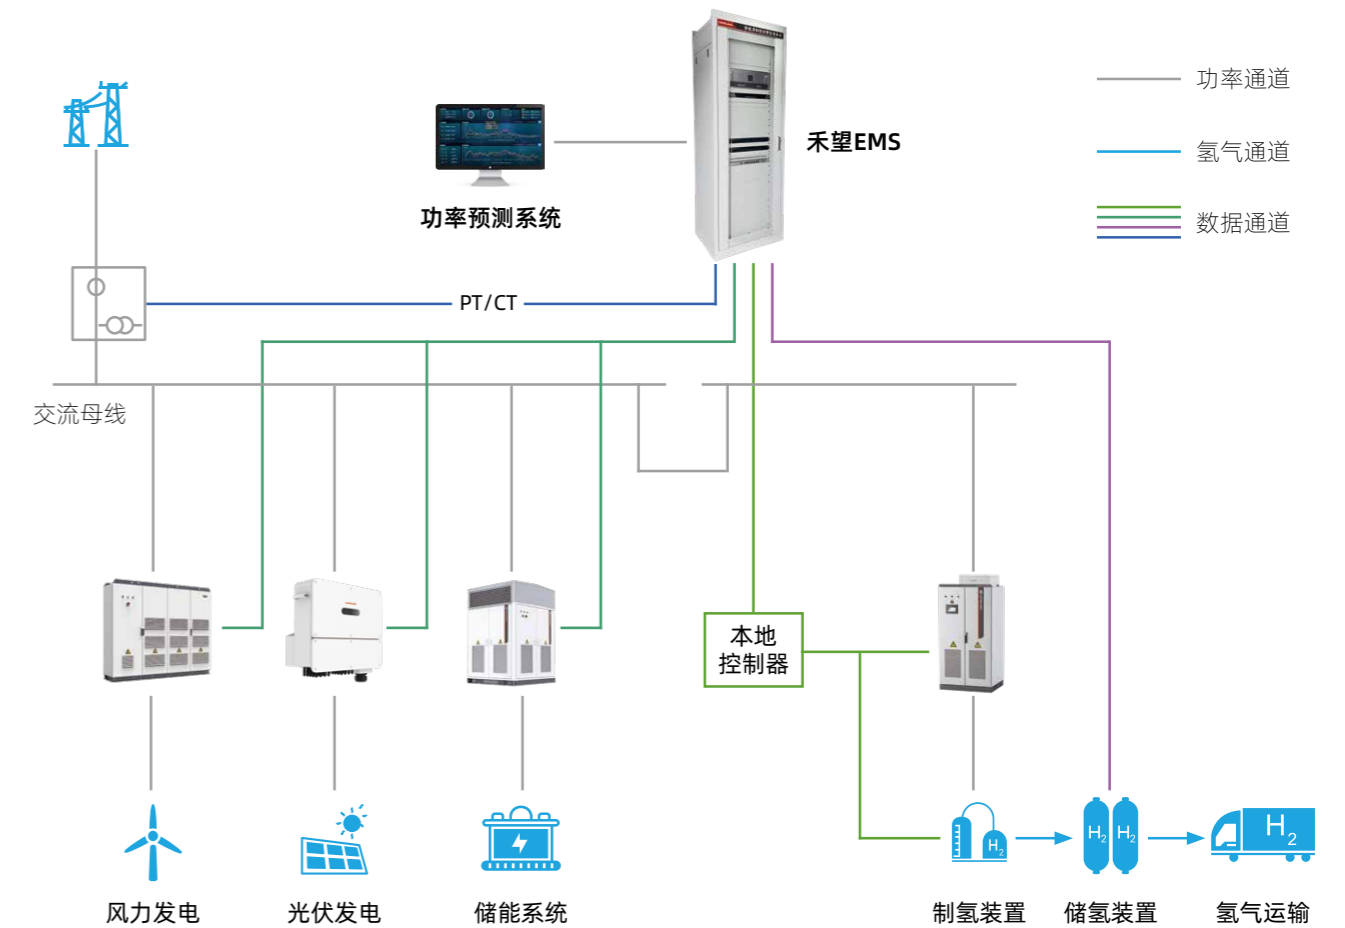 功率通道
禾望EMS
氢气通道
功率预测系统
数据通道
PT/CT
交流母线
本地
控制器
H2
H2
H2
H2
风力发电
光伏发电
储能系统
制氢装置
储氢装置
氢气运输